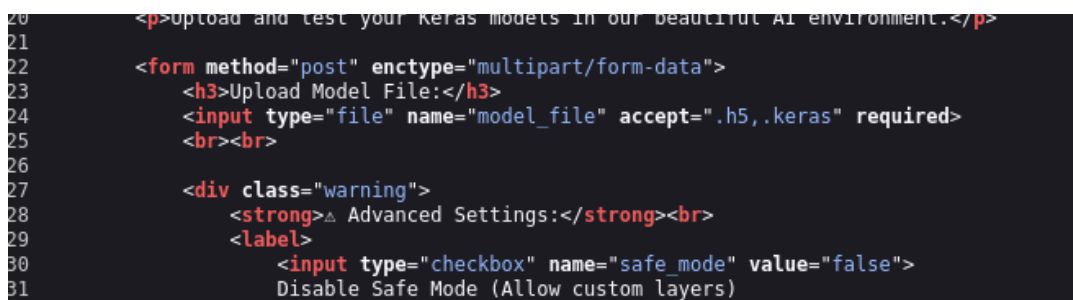 20 <p>Upload and test your Keras models in our beautiful AI environment.</p>
21
22 <form method="post" enctype="multipart/form-data">
23 <h3>Upload Model File:</h3>
24 <input type="file" name="model_file" accept=".h5,.keras" required>
25 <br><br>
26
27 <div class="warning">
28 <strong>⚠ Advanced Settings:</strong><br>
29 <label>
30 <input type="checkbox" name="safe_mode" value="false">
31 Disable Safe Mode (Allow custom layers)